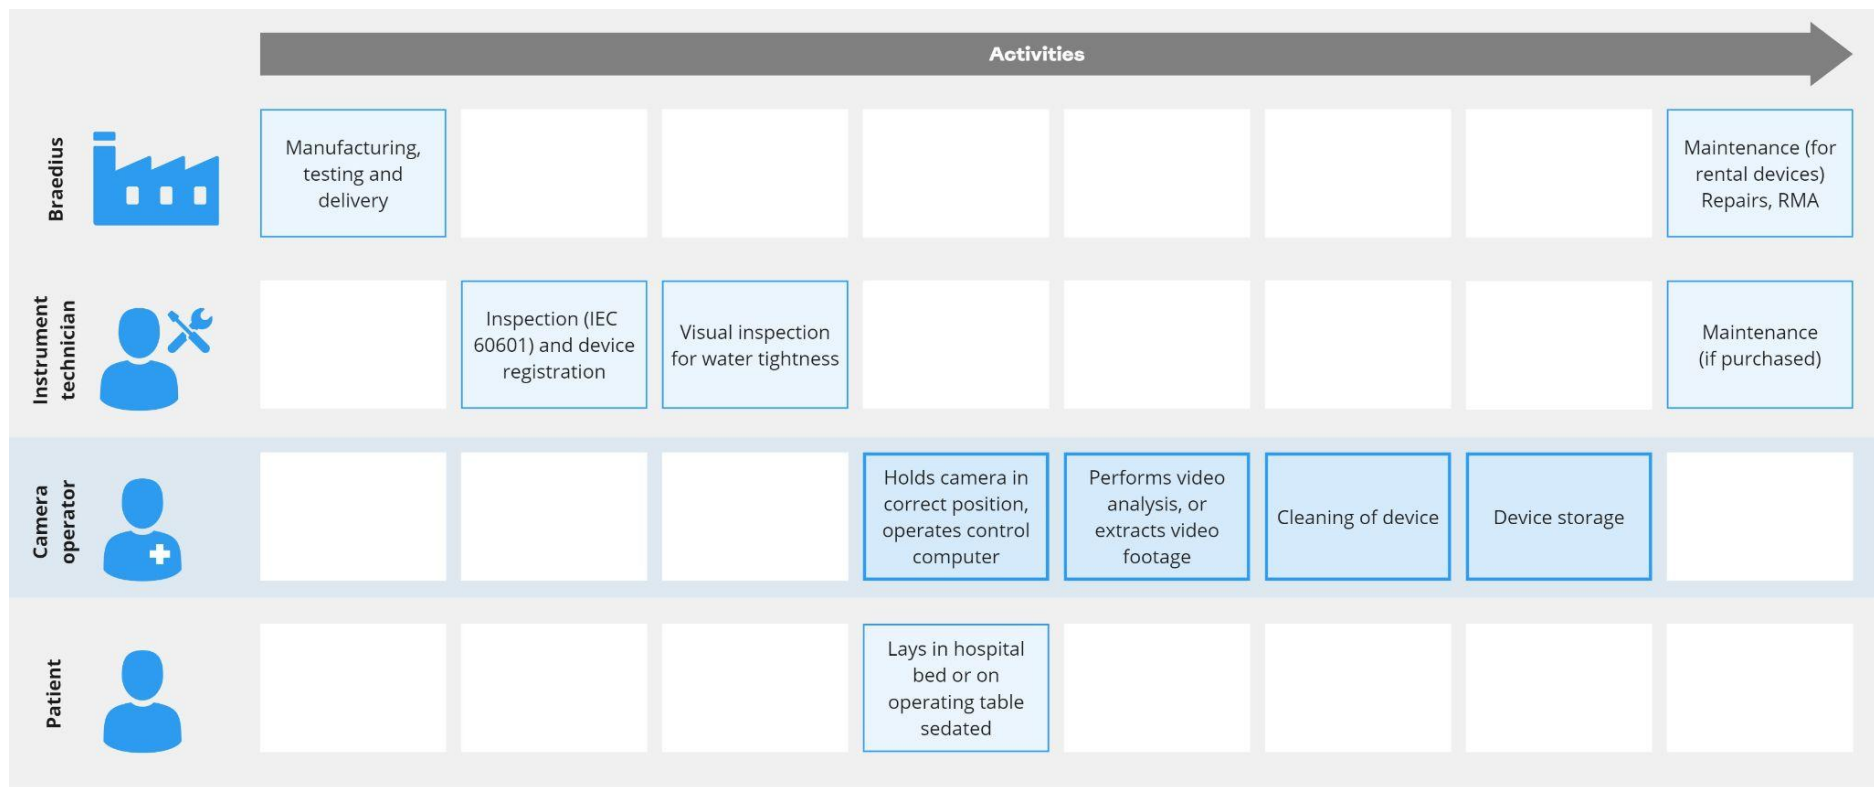 Activities
Braedius
Manufacturing,
testing and
delivery
Maintenance (for
rental devices)
Repairs, RMA
Instrument
technician
Inspection (IEC
60601) and device
registration
Visual inspection
for water tightness
Maintenance
(if purchased)
Camera
operator
Holds camera in
correct position,
operates control
computer
Performs video
analysis, or
extracts video
footage
Cleaning of device
Device storage
Patient
Lays in hospital
bed or on
operating table
sedated